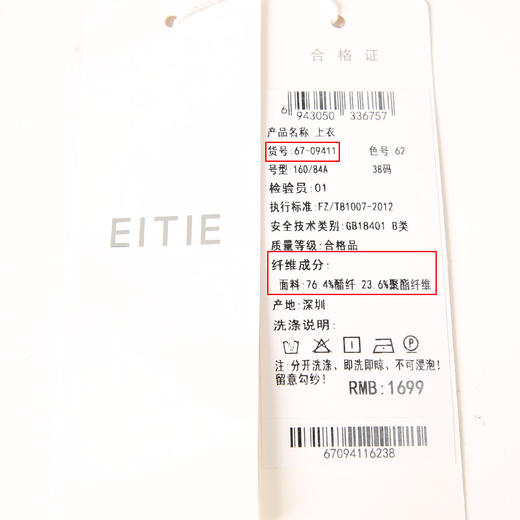 EITIE
合格证
6 943050 336757
产品名称:上衣
货号:67-09411 色号:62
号型:160/84A 38码
检验员:01
执行标准:FZ/T81007-2012
安全技术类别:GB18401 B类
质量等级:合格品
纤维成分:
面料:76.4%醋纤 23.6%聚酯纤维
产地:深圳
洗涤说明:
注:分开洗涤、即洗即晾、不可浸泡!
留意勾纱!
RMB:1699
67094116238